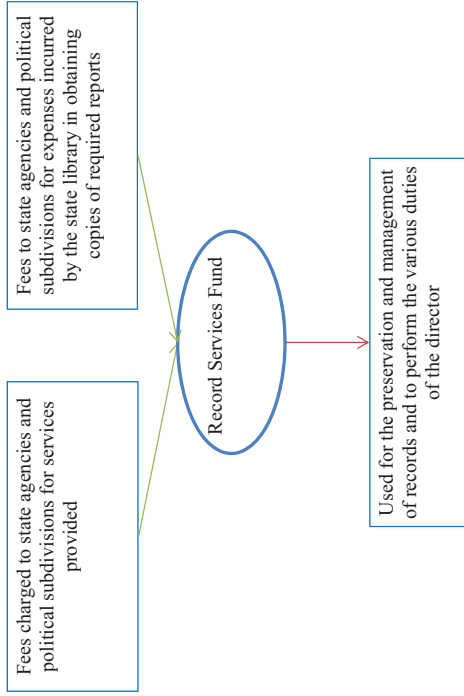 Fees charged to state agencies and
political subdivisions for services
provided
Fees to state agencies and political
subdivisions for expenses incurred
by the state library in obtaining
copies of required reports
Record Services Fund
Used for the preservation and management
of records and to perform the various duties
of the director